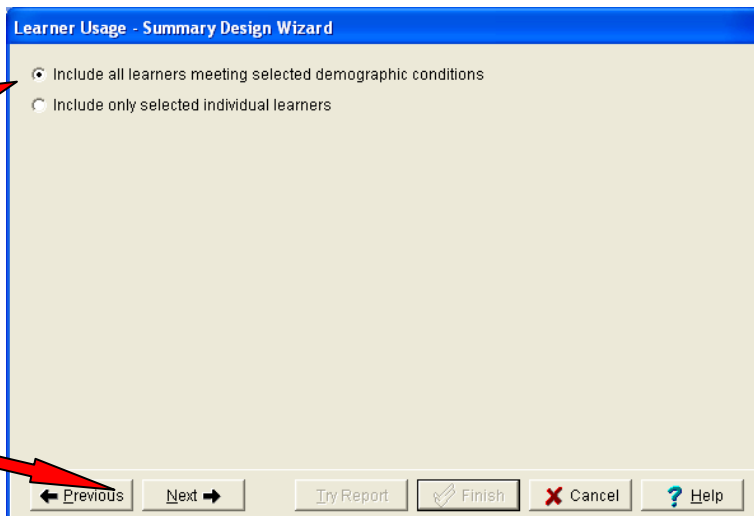 Learner Usage - Summary Design Wizard
Include all learners meeting selected demographic conditions
Include only selected individual learners
Previous Next Try Report Finish Cancel Help